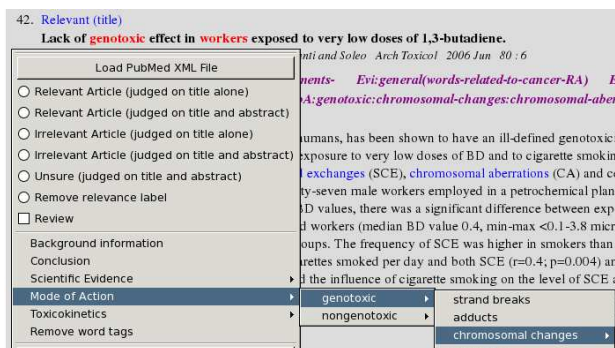 42. Relevant (title)
Lack of genotoxic effect in workers exposed to very low doses of 1,3-butadiene.
nti and Soleo Arch Toxicol 2006 Jun 80 : 6
Load PubMed XML File
nents- Evi:general(words-related-to-cancer-RA) E
Relevant Article (judged on title alone)
A:genotoxic:chromosomal-changes:chromosomal-aber
Relevant Article (judged on title and abstract)
Irrelevant Article (judged on title alone)
umans, has been shown to have an ill-defined genotoxic
Irrelevant Article (judged on title and abstract)
exposure to very low doses of BD and to cigarette smokin
Unsure (judged on title and abstract)
exchanges (SCE), chromosomal aberrations (CA) and c
Remove relevance label
ty-seven male workers employed in a petrochemical plan
Review
BD values, there was a significant difference between exp
d workers (median BD value 0.4, min-max <0.1-3.8 micr
Background information
oups. The frequency of SCE was higher in smokers than
Conclusion
arettes smoked per day and both SCE (r=0.4; p=0.004) an
Scientific Evidence
d the influence of cigarette smoking on the level of SCE
Mode of Action
genotoxic
strand breaks
Toxicokinetics
nongenotoxic
adducts
Remove word tags
chromosomal changes